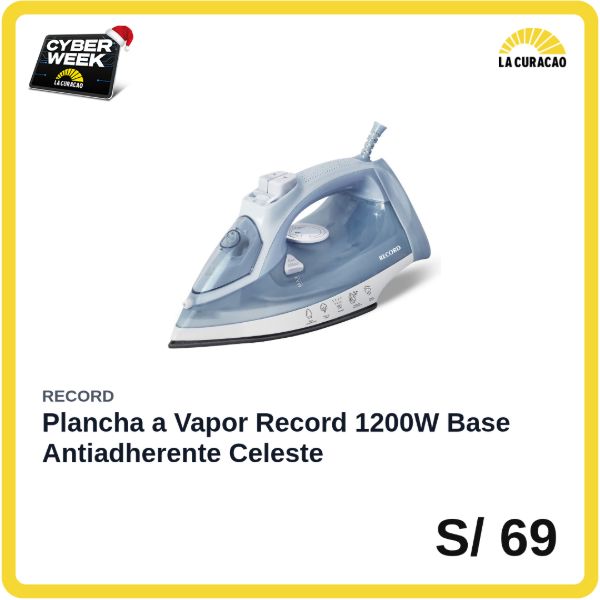 CYBER
WEEK
LA CURACAO
LA CURACAO
RECORD
RECORD
Plancha a Vapor Record 1200W Base
Antiadherente Celeste
S/ 69